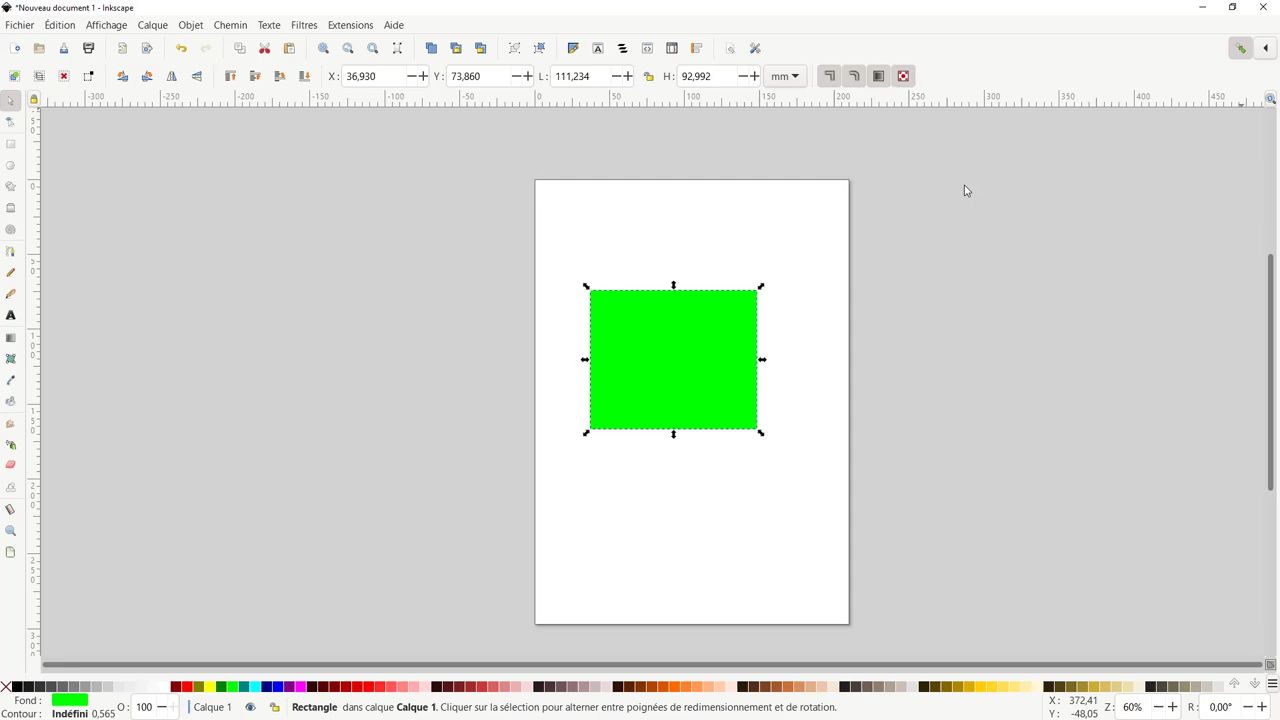 *Nouveau document 1 - Inkscape
Fichier Édition Affichage Calque Objet Chemin Texte Filtres Extensions Aide
X: 36,930 Y: 73,860 L: 111,234 H: 92,992 mm
-300 -250 -200 -150 -100 -50 0 50 100 150 200 250 300 350 400 450
Fond : O: 100 Calque 1 Rectangle dans calque Calque 1. Cliquer sur la sélection pour alterner entre poignées de redimensionnement et de rotation. X: 372,41 Z: 60% R: 0,00°
Contour : Indéfini 0,565 Y: -48,05